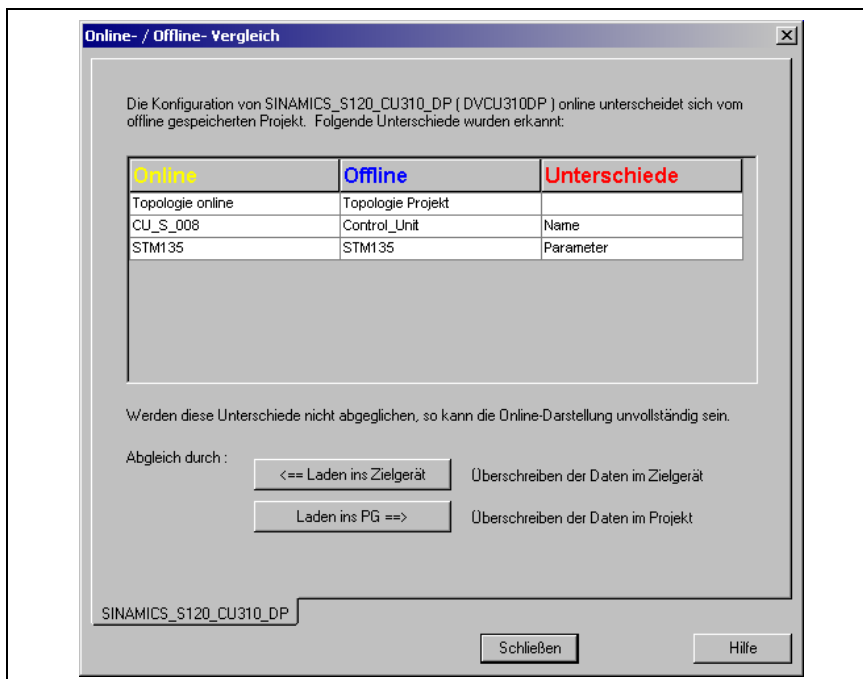 Online- / Offline- Vergleich
Die Konfiguration von SINAMICS_S120_CU310_DP ( DVCU310DP ) online unterscheidet sich vom
offline gespeicherten Projekt. Folgende Unterschiede wurden erkannt:
Online Offline Unterschiede
Topologie online Topologie Projekt
CU_S_008 Control_Unit Name
STM135 STM135 Parameter
Werden diese Unterschiede nicht abgeglichen, so kann die Online-Darstellung unvollständig sein.
Abgleich durch :
<== Laden ins Zielgerät Überschreiben der Daten im Zielgerät
Laden ins PG ==> Überschreiben der Daten im Projekt
SINAMICS_S120_CU310_DP
Schließen Hilfe